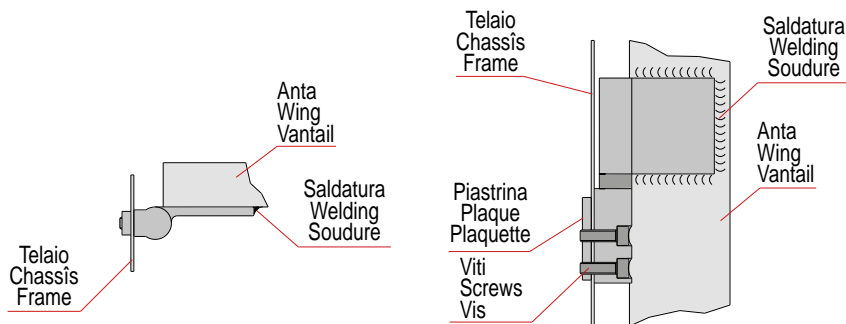 Anta
Wing
Vantail
Saldatura
Welding
Soudure
Telaio
Chassîs
Frame
Telaio
Chassîs
Frame
Saldatura
Welding
Soudure
Anta
Wing
Vantail
Piastrina
Plaque
Plaquette
Viti
Screws
Vis